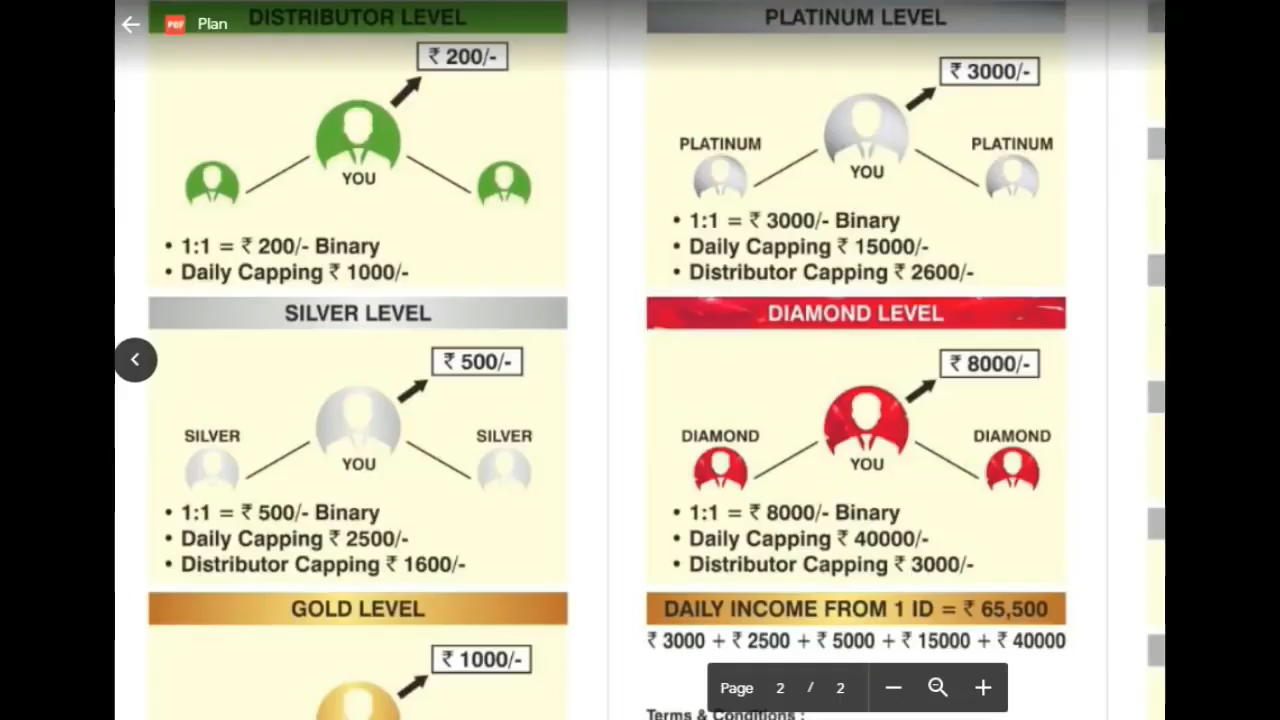 PDF Plan
DISTRIBUTOR LEVEL
₹ 200/-
YOU
• 1:1 = ₹ 200/- Binary
• Daily Capping ₹ 1000/-
SILVER LEVEL
₹ 500/-
SILVER
SILVER
YOU
• 1:1 = ₹ 500/- Binary
• Daily Capping ₹ 2500/-
• Distributor Capping ₹ 1600/-
GOLD LEVEL
₹ 1000/-
PLATINUM LEVEL
₹ 3000/-
PLATINUM
PLATINUM
YOU
• 1:1 = ₹ 3000/- Binary
• Daily Capping ₹ 15000/-
• Distributor Capping ₹ 2600/-
DIAMOND LEVEL
₹ 8000/-
DIAMOND
DIAMOND
YOU
• 1:1 = ₹ 8000/- Binary
• Daily Capping ₹ 40000/-
• Distributor Capping ₹ 3000/-
DAILY INCOME FROM 1 ID = ₹ 65,500
₹ 3000 + ₹ 2500 + ₹ 5000 + ₹ 15000 + ₹ 40000
Page 2 / 2
Terms & Conditions :